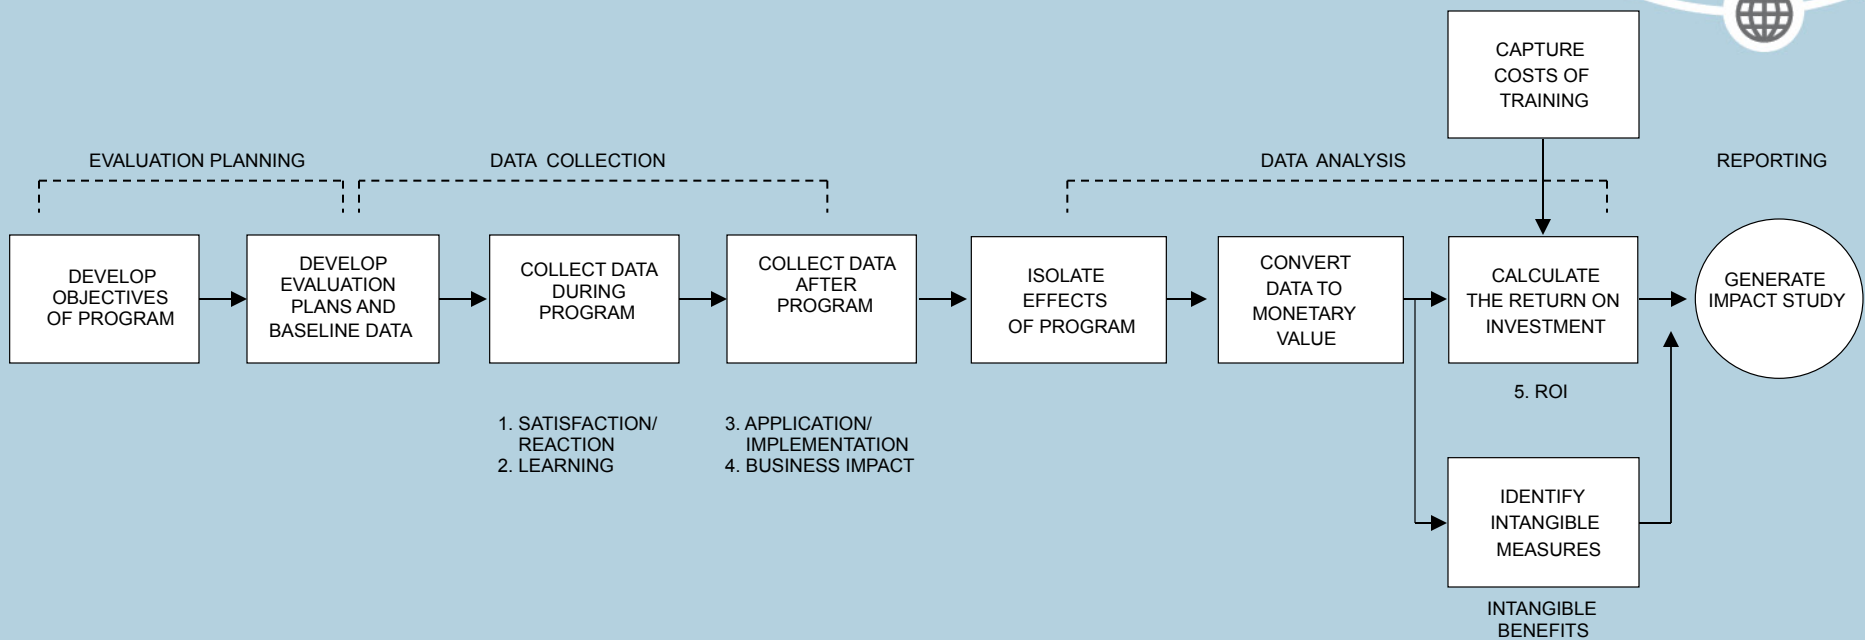 CAPTURE
COSTS OF
TRAINING
EVALUATION PLANNING
DATA COLLECTION
DATA ANALYSIS
REPORTING
DEVELOP
OBJECTIVES
OF PROGRAM
DEVELOP
EVALUATION
PLANS AND
BASELINE DATA
COLLECT DATA
DURING
PROGRAM
COLLECT DATA
AFTER
PROGRAM
ISOLATE
EFFECTS
OF PROGRAM
CONVERT
DATA TO
MONETARY
VALUE
CALCULATE
THE RETURN ON
INVESTMENT
GENERATE
IMPACT STUDY
1. SATISFACTION/
REACTION
2. LEARNING
3. APPLICATION/
IMPLEMENTATION
4. BUSINESS IMPACT
5. ROI
IDENTIFY
INTANGIBLE
MEASURES
INTANGIBLE
BENEFITS